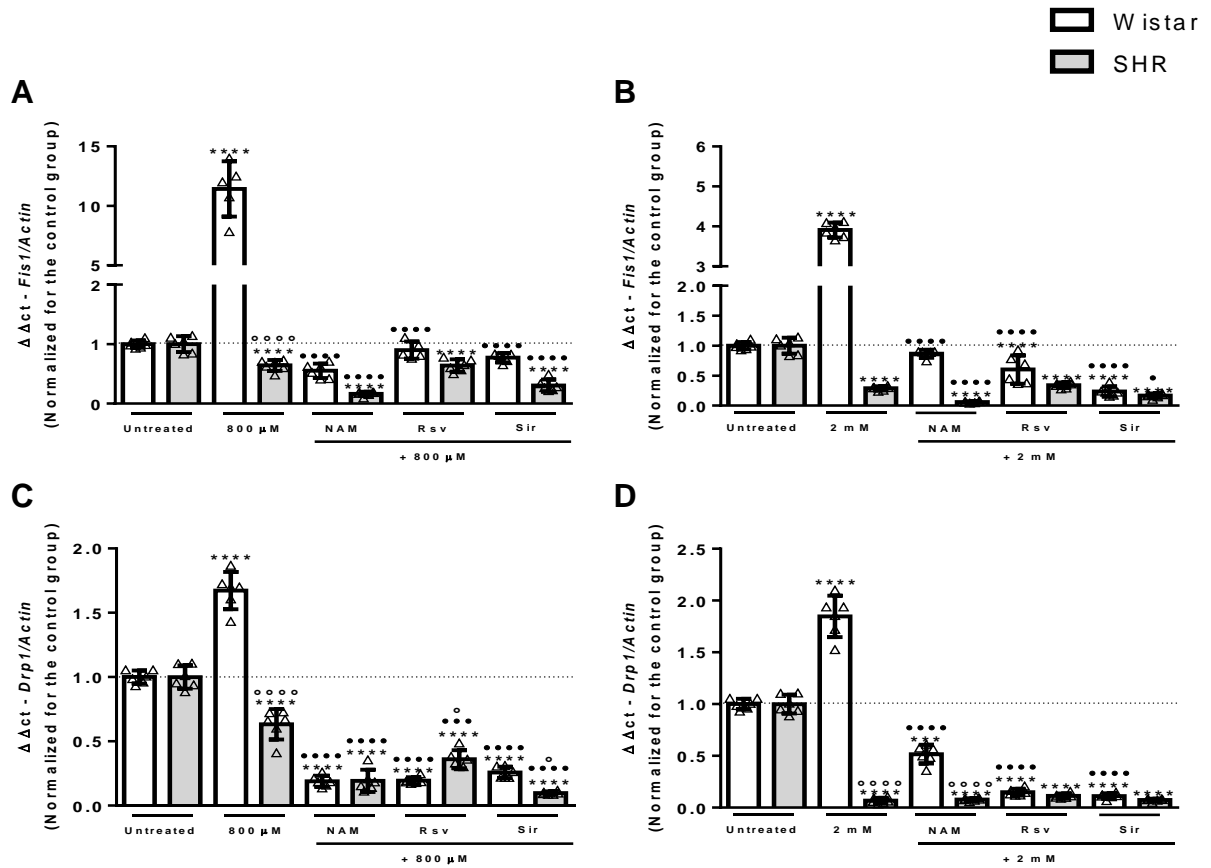 Wistar
SHR
A
ΔΔct - Fis1/Actin
(Normalized for the control group)
15
10
5
2
1
0
****
°°°°
****
••••
••••
****
••••
****
••••
••••
****
Untreated
800 µM
NAM
Rsv
Sir
+ 800 µM
B
ΔΔct - Fis1/Actin
(Normalized for the control group)
6
5
4
3
2.0
1.5
1.0
0.5
0.0
****
****
••••
••••
****
••••
****
****
••••
****
•
****
Untreated
2 mM
NAM
Rsv
Sir
+ 2 mM
C
ΔΔct - Drp1/Actin
(Normalized for the control group)
2.0
1.5
1.0
0.5
0.0
****
°°°°
****
••••
****
••••
****
••••
****
°
•••
****
••••
****
°
••••
****
Untreated
800 µM
NAM
Rsv
Sir
+ 800 µM
D
ΔΔct - Drp1/Actin
(Normalized for the control group)
2.5
2.0
1.5
1.0
0.5
0.0
****
°°°°
****
••••
***
°°°°
****
••••
****
****
••••
****
****
Untreated
2 mM
NAM
Rsv
Sir
+ 2 mM